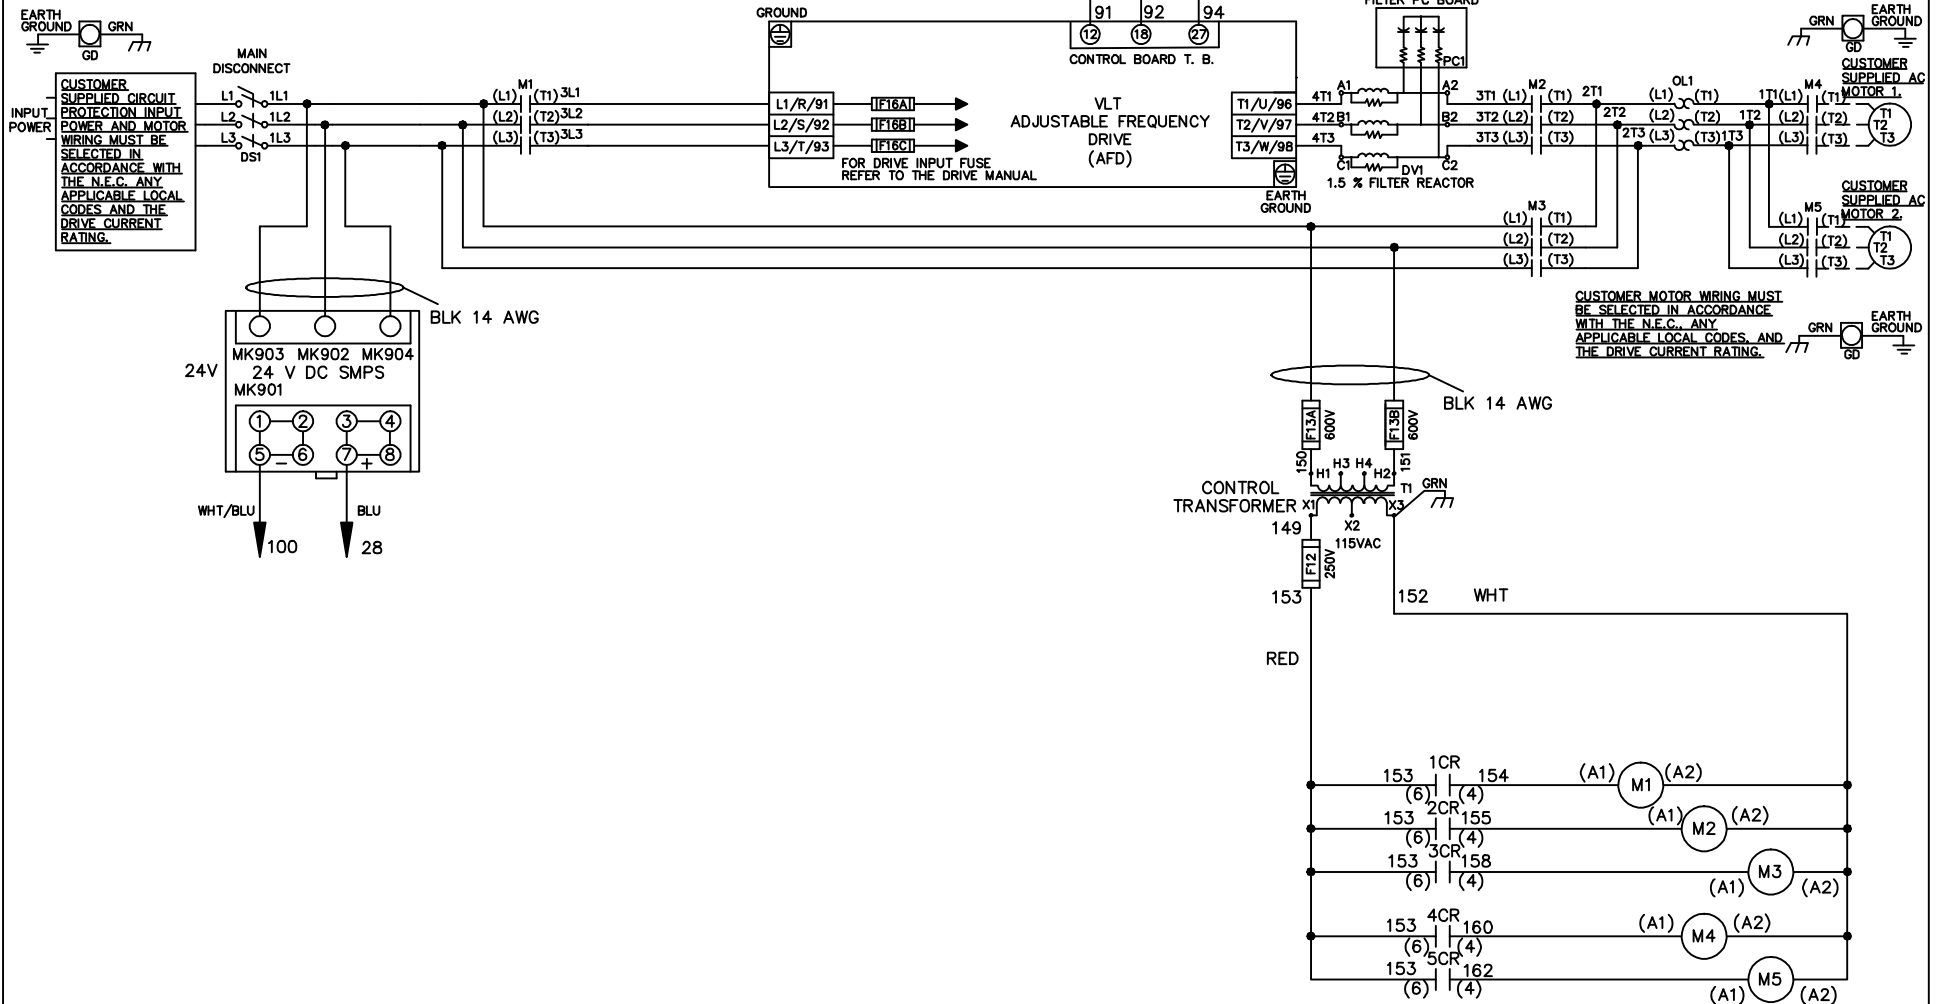 EARTH
GROUND
GRN
GD
INPUT
POWER
CUSTOMER
SUPPLIED CIRCUIT
PROTECTION INPUT
POWER AND MOTOR
WIRING MUST BE
SELECTED IN
ACCORDANCE WITH
THE N.E.C. ANY
APPLICABLE LOCAL
CODES AND THE
DRIVE CURRENT
RATING.
MAIN
DISCONNECT
L1 1L1
L2 1L2
L3 1L3
DS1
M1
(L1) (T1) 3L1
(L2) (T2) 3L2
(L3) (T3) 3L3
GROUND
L1/R/91
L2/S/92
L3/T/93
F16A
F16B
F16C
FOR DRIVE INPUT FUSE
REFER TO THE DRIVE MANUAL
91 92 94
12 18 27
CONTROL BOARD T. B.
VLT
ADJUSTABLE FREQUENCY
DRIVE
(AFD)
T1/U/96
T2/V/97
T3/W/98
EARTH
GROUND
FILTER PC BOARD
PC1
4T1 A1 A2
4T2 B1 B2
4T3 C1 C2
DV1
1.5 % FILTER REACTOR
M2
3T1 (L1) (T1) 2T1
3T2 (L2) (T2) 2T2
3T3 (L3) (T3) 2T3
OL1
(L1) (T1) 1T1
(L2) (T2) 1T2
(L3) (T3) 1T3
M4
(L1) (T1)
(L2) (T2)
(L3) (T3)
GRN
EARTH
GROUND
GD
CUSTOMER
SUPPLIED AC
MOTOR 1.
T1
T2
T3
M3
(L1) (T1)
(L2) (T2)
(L3) (T3)
M5
(L1) (T1)
(L2) (T2)
(L3) (T3)
CUSTOMER
SUPPLIED AC
MOTOR 2.
T1
T2
T3
CUSTOMER MOTOR WIRING MUST
BE SELECTED IN ACCORDANCE
WITH THE N.E.C., ANY
APPLICABLE LOCAL CODES, AND
THE DRIVE CURRENT RATING.
GRN
EARTH
GROUND
GD
BLK 14 AWG
MK903 MK902 MK904
24V
24 V DC SMPS
MK901
1 2 3 4
5 6 7 8
- +
WHT/BLU
BLU
100
28
BLK 14 AWG
F13A
600V
F13B
600V
150
151
H1 H3 H4 H2
T1
GRN
CONTROL
TRANSFORMER
X1 X2 X3
149
115VAC
F12
250V
153
152
WHT
RED
1CR
153 154
(6) (4)
(A1) M1 (A2)
2CR
153 155
(6) (4)
(A1) M2 (A2)
3CR
153 158
(6) (4)
(A1) M3 (A2)
4CR
153 160
(6) (4)
(A1) M4 (A2)
5CR
153 162
(6) (4)
(A1) M5 (A2)